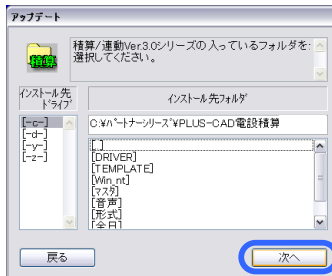 アップデート
積算
積算/連動Ver.3.0シリーズの入っているフォルダを
選択してください。
インストール先
ドライブ
インストール先フォルダ
[-c-]
[-d-]
[-y-]
[-z-]
C:¥パートナーシリーズ¥PLUS-CAD電設積算
[.]
[DRIVER]
[TEMPLATE]
[Win_nt]
[マスタ]
[音声]
[形式]
[全日]
戻る
次へ